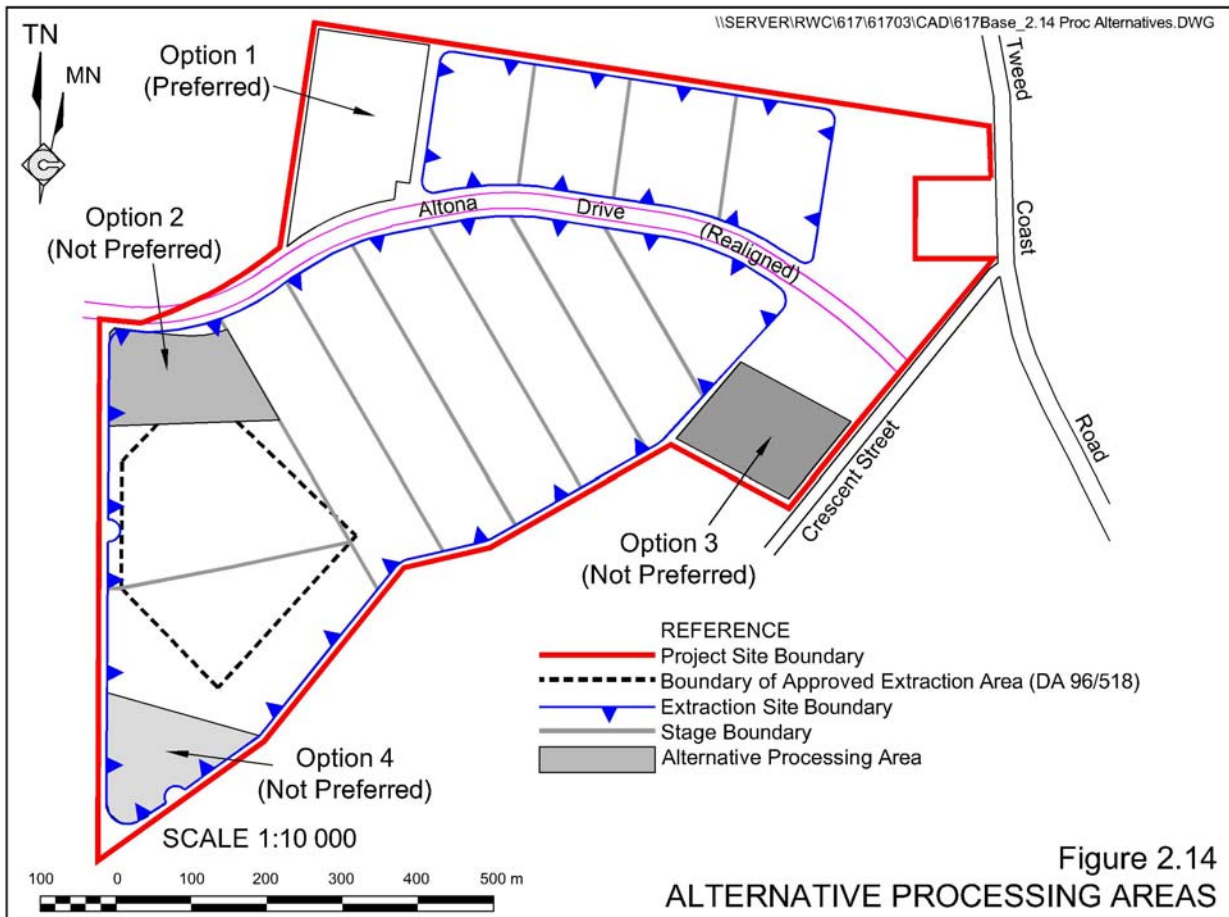 \\SERVER\RWC\617\61703\CAD\617Base_2.14 Proc Alternatives.DWG
TN
MN
Option 1
(Preferred)
Tweed
Coast
Road
Option 2
(Not Preferred)
Altona
Drive
(Realigned)
Crescent Street
Option 3
(Not Preferred)
Option 4
(Not Preferred)
REFERENCE
Project Site Boundary
Boundary of Approved Extraction Area (DA 96/518)
Extraction Site Boundary
Stage Boundary
Alternative Processing Area
SCALE 1:10 000
100 0 100 200 300 400 500 m
Figure 2.14
ALTERNATIVE PROCESSING AREAS